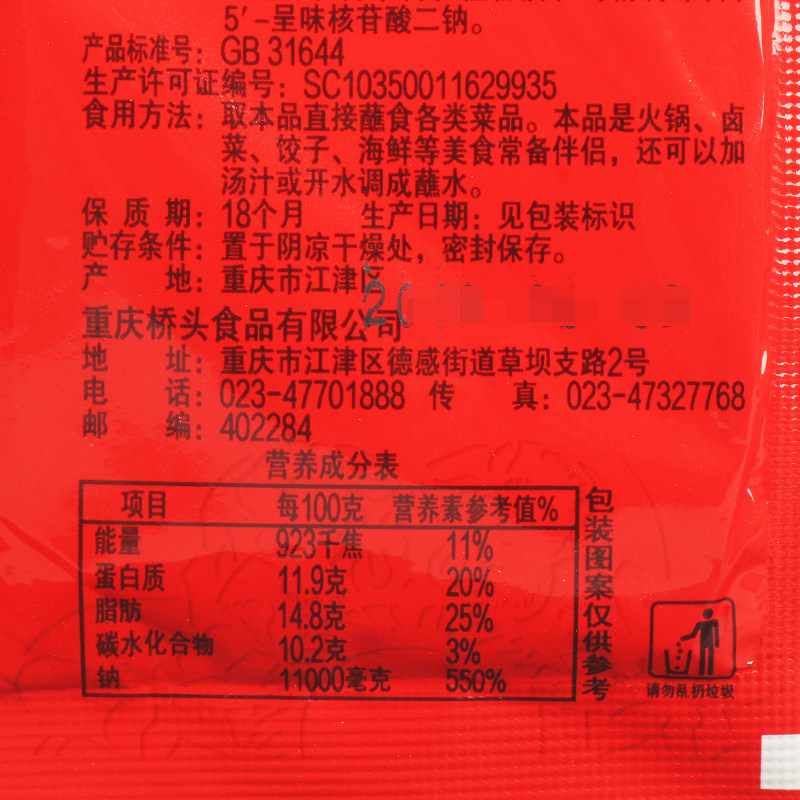 5′-呈味核苷酸二钠。
产品标准号：GB 31644
生产许可证编号：SC10350011629935
食用方法：取本品直接蘸食各类菜品。本品是火锅、卤
菜、饺子、海鲜等美食常备伴侣，还可以加
汤汁或开水调成蘸水。
保 质 期：18个月 生产日期：见包装标识
贮存条件：置于阴凉干燥处，密封保存。
产 地：重庆市江津区
重庆桥头食品有限公司
地 址：重庆市江津区德感街道草坝支路2号
电 话：023-47701888 传 真：023-47327768
邮 编：402284
营养成分表
项目 每100克 营养素参考值%
能量 923千焦 11%
蛋白质 11.9克 20%
脂肪 14.8克 25%
碳水化合物 10.2克 3%
钠 11000毫克 550%
包装图案仅供参考
请勿乱扔垃圾